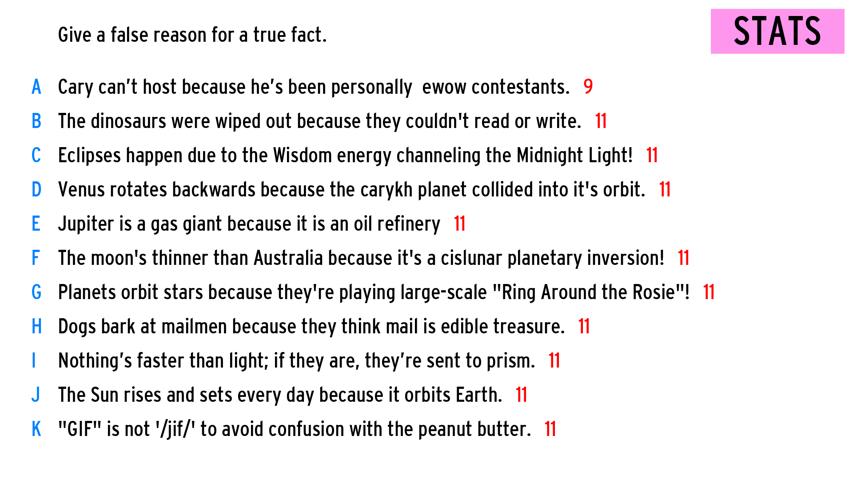 Give a false reason for a true fact.
STATS
A Cary can't host because he's been personally  ewow contestants. 9
B The dinosaurs were wiped out because they couldn't read or write. 11
C Eclipses happen due to the Wisdom energy channeling the Midnight Light! 11
D Venus rotates backwards because the carykh planet collided into it's orbit. 11
E Jupiter is a gas giant because it is an oil refinery 11
F The moon's thinner than Australia because it's a cislunar planetary inversion! 11
G Planets orbit stars because they're playing large-scale "Ring Around the Rosie"! 11
H Dogs bark at mailmen because they think mail is edible treasure. 11
I Nothing's faster than light; if they are, they're sent to prism. 11
J The Sun rises and sets every day because it orbits Earth. 11
K "GIF" is not '/jif/' to avoid confusion with the peanut butter. 11